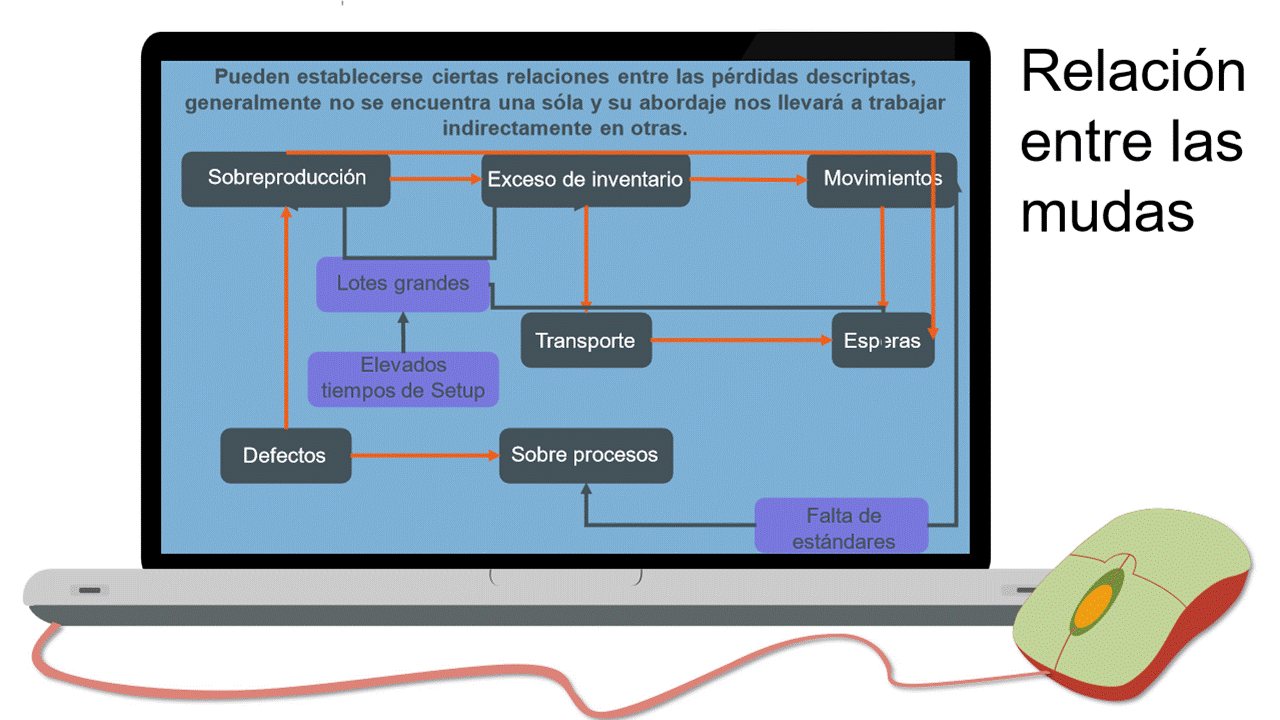 Relación
entre las
mudas
Pueden establecerse ciertas relaciones entre las pérdidas descriptas,
generalmente no se encuentra una sóla y su abordaje nos llevará a trabajar
indirectamente en otras.
Sobreproducción
Exceso de inventario
Movimientos
Lotes grandes
Transporte
Esperas
Elevados
tiempos de Setup
Defectos
Sobre procesos
Falta de
estándares